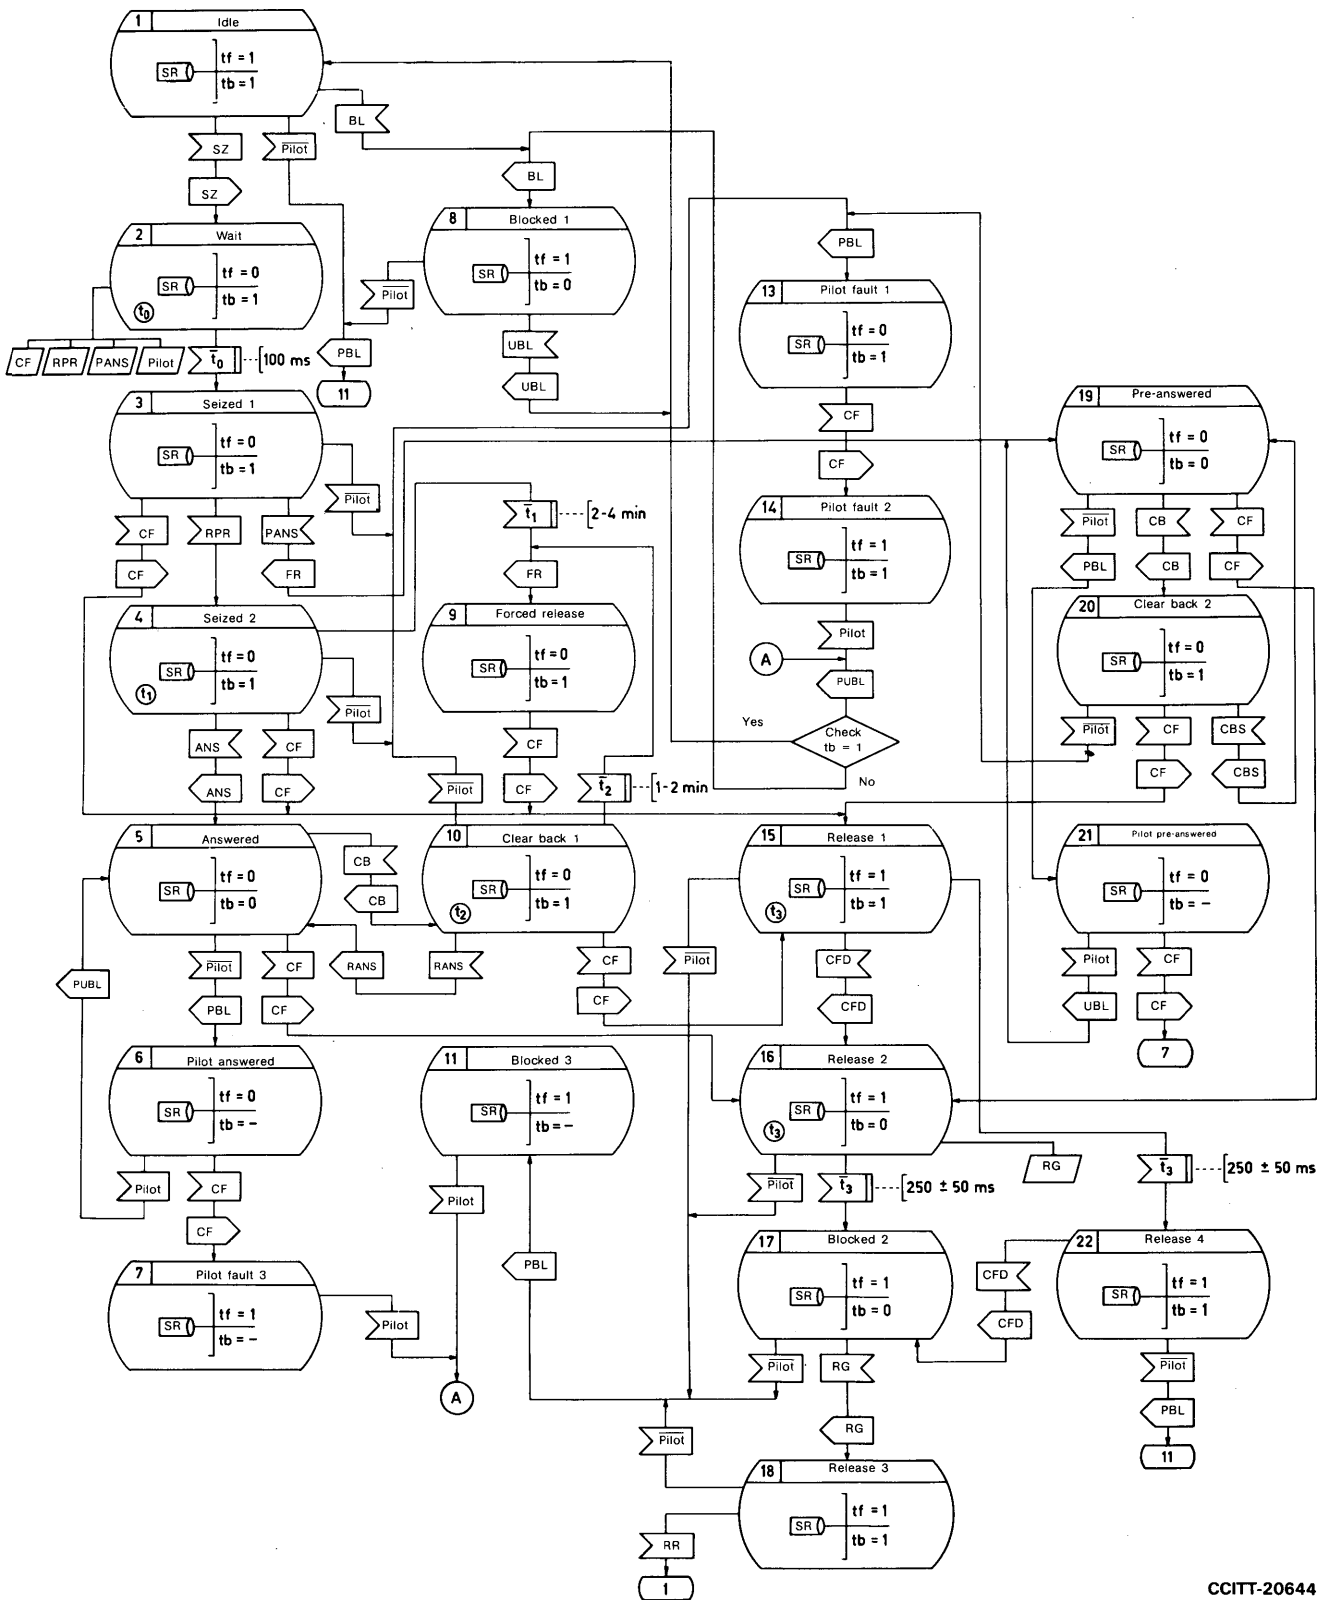 1 Idle
SR tf = 1
tb = 1
BL
SZ Pilot
SZ
BL
2 Wait
SR tf = 0
tb = 1
t0
CF RPR PANS Pilot t0 100 ms
8 Blocked 1
SR tf = 1
tb = 0
Pilot
UBL
UBL
PBL
11
3 Seized 1
SR tf = 0
tb = 1
Pilot
CF RPR PANS
CF FR
4 Seized 2
SR tf = 0
tb = 1
t1
Pilot
ANS CF
ANS CF
t1 2-4 min
FR
9 Forced release
SR tf = 0
tb = 1
CF
CF
Pilot
t2 1-2 min
5 Answered
SR tf = 0
tb = 0
CB
CB
10 Clear back 1
SR tf = 0
tb = 1
t2
RANS RANS
CF
CF
Pilot CF
PBL CF
PUBL
6 Pilot answered
SR tf = 0
tb = –
Pilot CF
CF
7 Pilot fault 3
SR tf = 1
tb = –
Pilot
11 Blocked 3
SR tf = 1
tb = –
Pilot
A
PBL
PBL
13 Pilot fault 1
SR tf = 0
tb = 1
CF
CF
14 Pilot fault 2
SR tf = 1
tb = 1
Pilot
A
PUBL
Yes
Check
tb = 1
No
15 Release 1
SR tf = 1
tb = 1
t3
Pilot
CFD
CFD
16 Release 2
SR tf = 1
tb = 0
t3
RG
Pilot t3 250 ± 50 ms
17 Blocked 2
SR tf = 1
tb = 0
Pilot RG
RG
Pilot
18 Release 3
SR tf = 1
tb = 1
RR
1
19 Pre-answered
SR tf = 0
tb = 0
Pilot CB CF
PBL CB CF
20 Clear back 2
SR tf = 0
tb = 1
Pilot CF CBS
CF CBS
21 Pilot pre-answered
SR tf = 0
tb = –
Pilot CF
UBL CF
7
t3 250 ± 50 ms
22 Release 4
SR tf = 1
tb = 1
CFD
CFD
Pilot
PBL
11
CCITT-20644